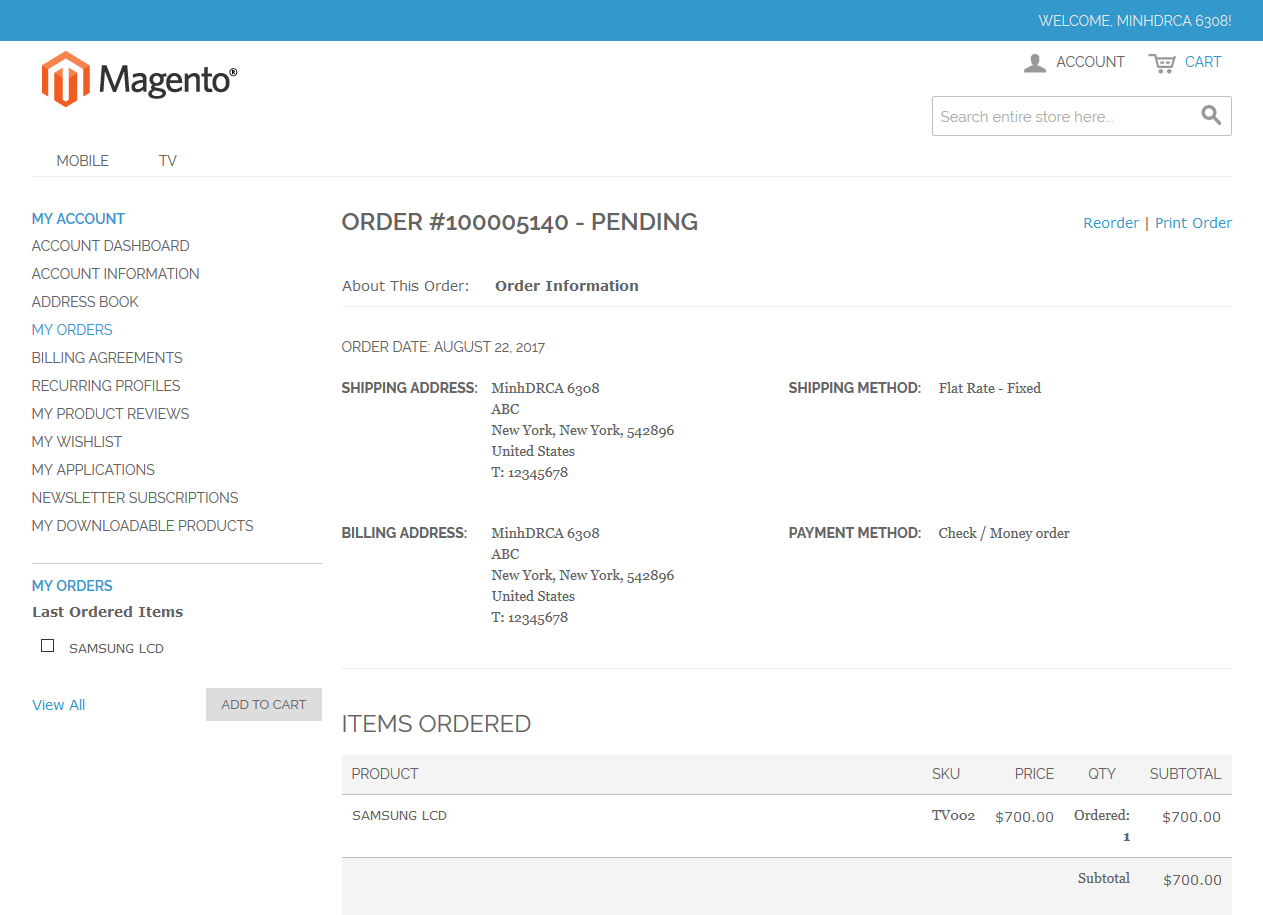 WELCOME, MINHDRCA 6308!
Magento®
ACCOUNT
CART
Search entire store here...
MOBILE
TV
MY ACCOUNT
ACCOUNT DASHBOARD
ACCOUNT INFORMATION
ADDRESS BOOK
MY ORDERS
BILLING AGREEMENTS
RECURRING PROFILES
MY PRODUCT REVIEWS
MY WISHLIST
MY APPLICATIONS
NEWSLETTER SUBSCRIPTIONS
MY DOWNLOADABLE PRODUCTS
MY ORDERS
Last Ordered Items
SAMSUNG LCD
View All
ADD TO CART
ORDER #100005140 - PENDING
Reorder | Print Order
About This Order: Order Information
ORDER DATE: AUGUST 22, 2017
SHIPPING ADDRESS:
MinhDRCA 6308
ABC
New York, New York, 542896
United States
T: 12345678
SHIPPING METHOD: Flat Rate - Fixed
BILLING ADDRESS:
MinhDRCA 6308
ABC
New York, New York, 542896
United States
T: 12345678
PAYMENT METHOD: Check / Money order
ITEMS ORDERED
PRODUCT SKU PRICE QTY SUBTOTAL
SAMSUNG LCD TV002 $700.00 Ordered: $700.00
1
Subtotal $700.00